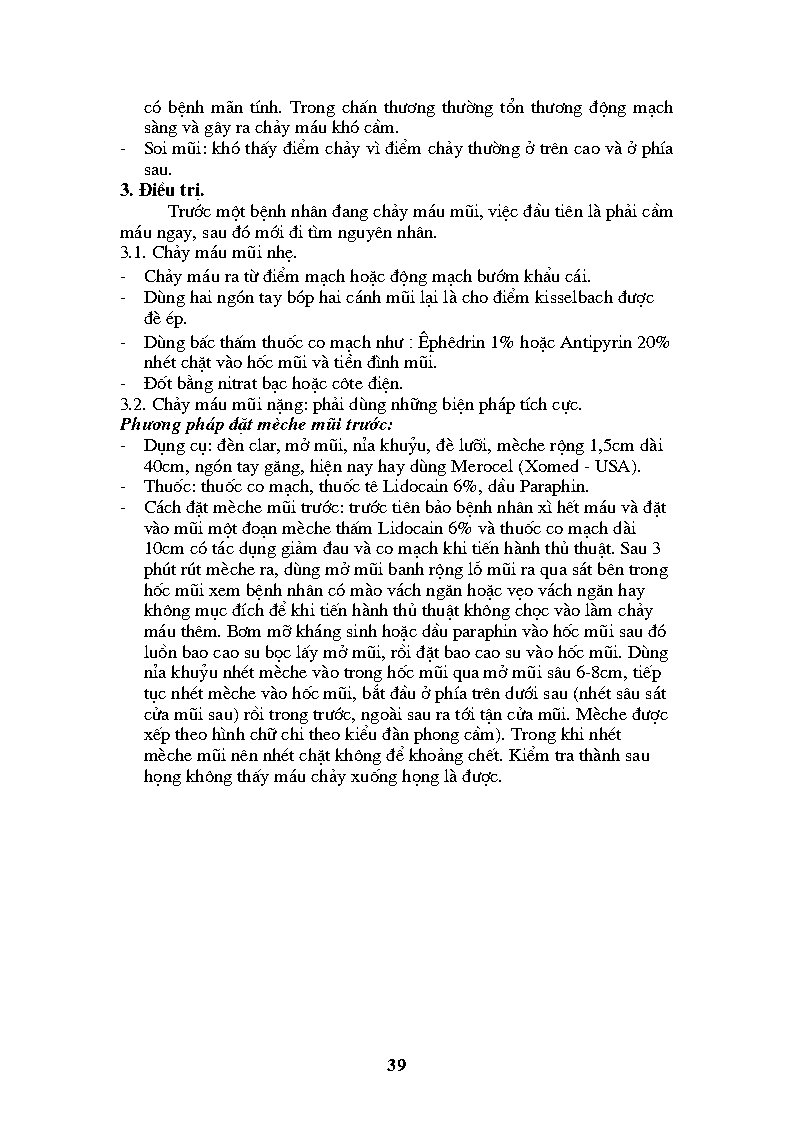 có bệnh mãn tính. Trong chấn thương thường tổn thương động mạch
sàng và gây ra chảy máu khó cầm.
- Soi mũi: khó thấy điểm chảy vì điểm chảy thường ở trên cao và ở phía
sau.
3. Điều trị.
Trước một bệnh nhân đang chảy máu mũi, việc đầu tiên là phải cầm
máu ngay, sau đó mới đi tìm nguyên nhân.
3.1. Chảy máu mũi nhẹ.
- Chảy máu ra từ điểm mạch hoặc động mạch bướm khẩu cái.
- Dùng hai ngón tay bóp hai cánh mũi lại là cho điểm kisselbach được
đè ép.
- Dùng bấc thấm thuốc co mạch như : Êphêdrin 1% hoặc Antipyrin 20%
nhét chặt vào hốc mũi và tiền đình mũi.
- Đốt bằng nitrat bạc hoặc côte điện.
3.2. Chảy máu mũi nặng: phải dùng những biện pháp tích cực.
Phương pháp đặt mèche mũi trước:
- Dụng cụ: đèn clar, mở mũi, nỉa khuỷu, đè lưỡi, mèche rộng 1,5cm dài
40cm, ngón tay găng, hiện nay hay dùng Merocel (Xomed - USA).
- Thuốc: thuốc co mạch, thuốc tê Lidocain 6%, dầu Paraphin.
- Cách đặt mèche mũi trước: trước tiên bảo bệnh nhân xì hết máu và đặt
vào mũi một đoạn mèche thấm Lidocain 6% và thuốc co mạch dài
10cm có tác dụng giảm đau và co mạch khi tiến hành thủ thuật. Sau 3
phút rút mèche ra, dùng mở mũi banh rộng lỗ mũi ra qua sát bên trong
hốc mũi xem bệnh nhân có mào vách ngăn hoặc vẹo vách ngăn hay
không mục đích để khi tiến hành thủ thuật không chọc vào làm chảy
máu thêm. Bơm mỡ kháng sinh hoặc dầu paraphin vào hốc mũi sau đó
luồn bao cao su bọc lấy mở mũi, rồi đặt bao cao su vào hốc mũi. Dùng
nỉa khuỷu nhét mèche vào trong hốc mũi qua mở mũi sâu 6-8cm, tiếp
tục nhét mèche vào hốc mũi, bắt đầu ở phía trên dưới sau (nhét sâu sát
cửa mũi sau) rồi trong trước, ngoài sau ra tới tận cửa mũi. Mèche được
xếp theo hình chữ chi theo kiểu đàn phong cầm). Trong khi nhét
mèche mũi nên nhét chặt không để khoảng chết. Kiểm tra thành sau
họng không thấy máu chảy xuống họng là được.
39